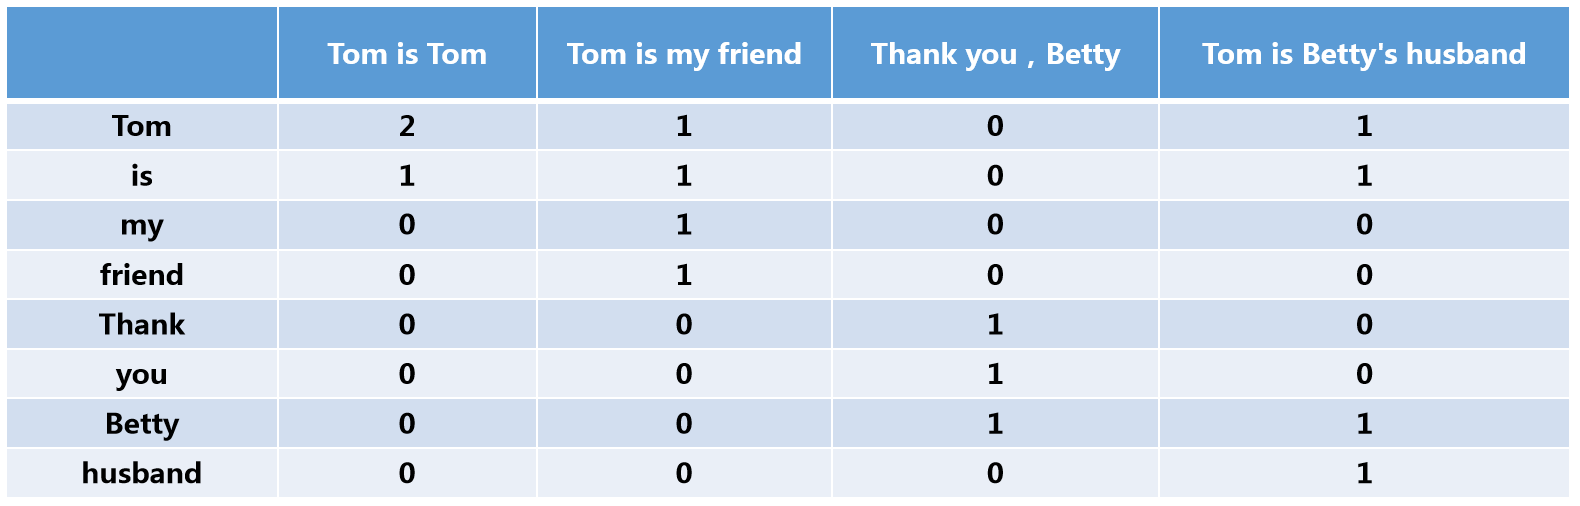 Tom is Tom Tom is my friend Thank you , Betty Tom is Betty's husband
Tom 2 1 0 1
is 1 1 0 1
my 0 1 0 0
friend 0 1 0 0
Thank 0 0 1 0
you 0 0 1 0
Betty 0 0 1 1
husband 0 0 0 1